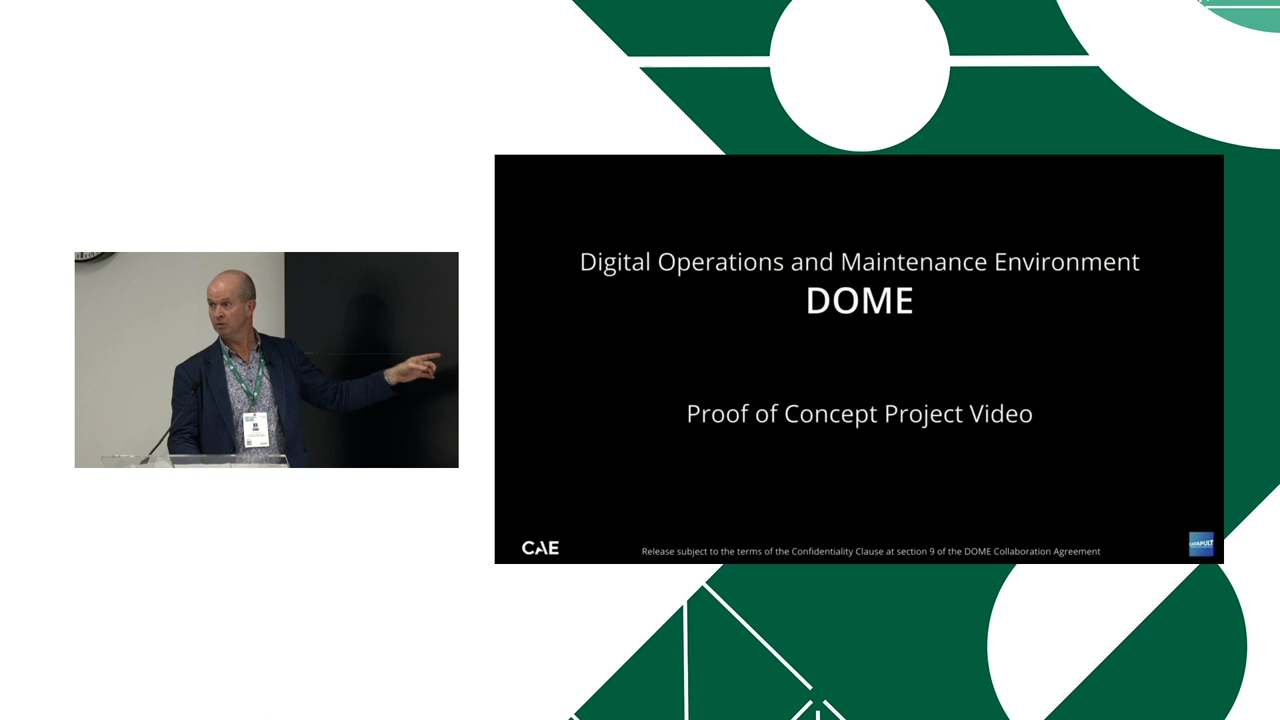 Digital Operations and Maintenance Environment
DOME
Proof of Concept Project Video
CAE
Release subject to the terms of the Confidentiality Clause at section 9 of the DOME Collaboration Agreement
CATAPULT